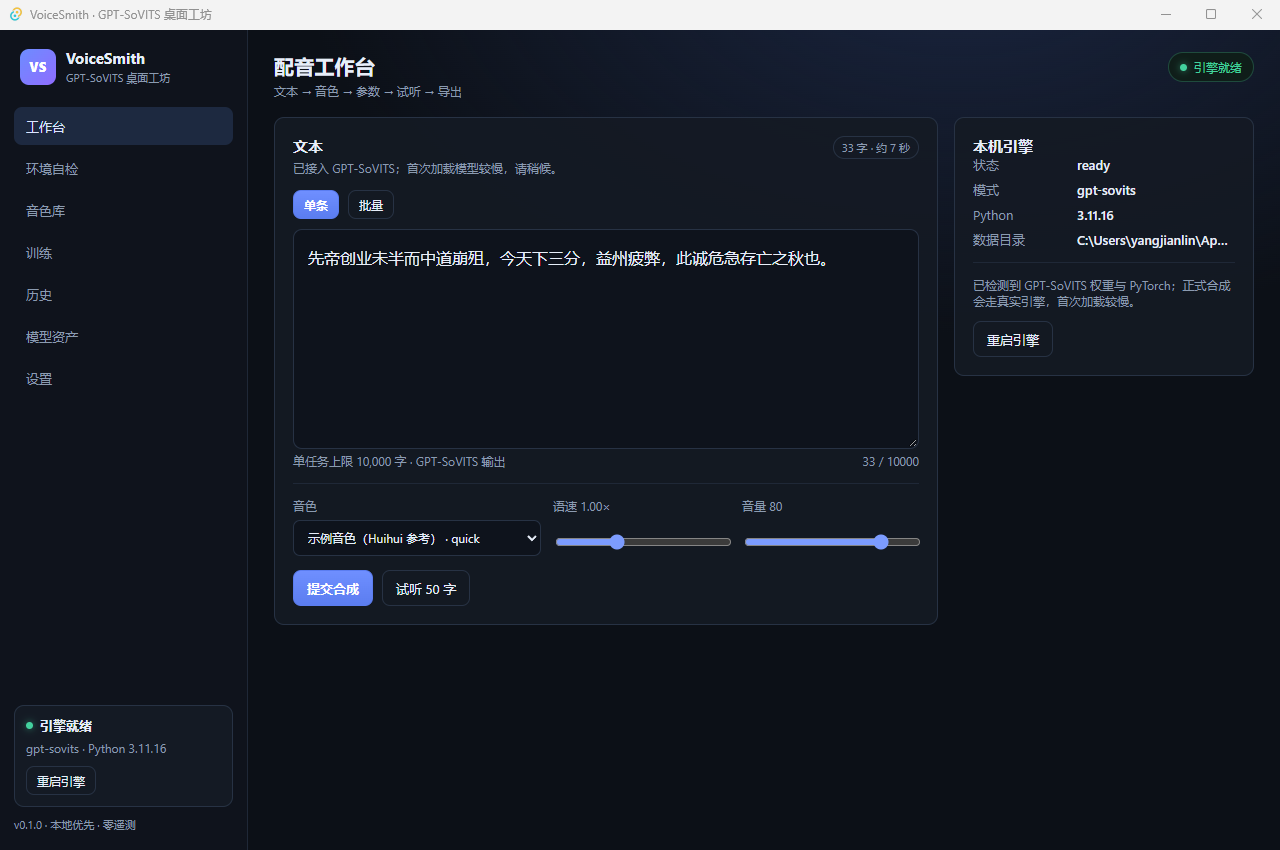 VoiceSmith · GPT-SoVITS 桌面工坊
VS
VoiceSmith
GPT-SoVITS 桌面工坊
工作台
环境自检
音色库
训练
历史
模型资产
设置
引擎就绪
gpt-sovits · Python 3.11.16
重启引擎
v0.1.0 · 本地优先 · 零遥测
配音工作台
文本 → 音色 → 参数 → 试听 → 导出
引擎就绪
文本
33 字 · 约 7 秒
已接入 GPT-SoVITS；首次加载模型较慢，请稍候。
单条
批量
先帝创业未半而中道崩殂，今天下三分，益州疲弊，此诚危急存亡之秋也。
单任务上限 10,000 字 · GPT-SoVITS 输出
33 / 10000
音色
语速 1.00×
音量 80
示例音色（Huihui 参考） · quick
提交合成
试听 50 字
本机引擎
状态 ready
模式 gpt-sovits
Python 3.11.16
数据目录 C:\Users\yangjianlin\Ap...
已检测到 GPT-SoVITS 权重与 PyTorch；正式合成
会走真实引擎，首次加载较慢。
重启引擎